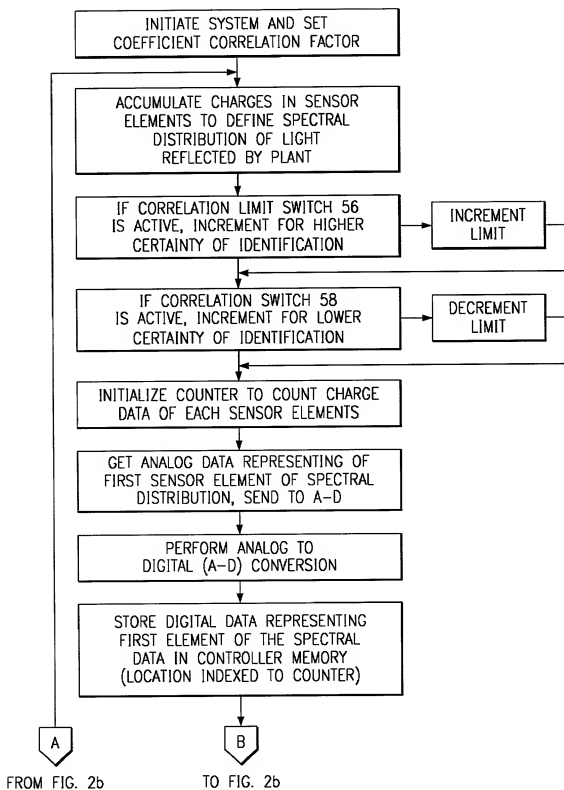 INITIATE SYSTEM AND SET
COEFFICIENT CORRELATION FACTOR
ACCUMULATE CHARGES IN SENSOR
ELEMENTS TO DEFINE SPECTRAL
DISTRIBUTION OF LIGHT
REFLECTED BY PLANT
IF CORRELATION LIMIT SWITCH 56
IS ACTIVE, INCREMENT FOR HIGHER
CERTAINTY OF IDENTIFICATION
INCREMENT
LIMIT
IF CORRELATION SWITCH 58
IS ACTIVE, INCREMENT FOR LOWER
CERTAINTY OF IDENTIFICATION
DECREMENT
LIMIT
INITIALIZE COUNTER TO COUNT CHARGE
DATA OF EACH SENSOR ELEMENTS
GET ANALOG DATA REPRESENTING OF
FIRST SENSOR ELEMENT OF SPECTRAL
DISTRIBUTION, SEND TO A-D
PERFORM ANALOG TO
DIGITAL (A-D) CONVERSION
STORE DIGITAL DATA REPRESENTING
FIRST ELEMENT OF THE SPECTRAL
DATA IN CONTROLLER MEMORY
(LOCATION INDEXED TO COUNTER)
A
B
FROM FIG. 2b
TO FIG. 2b